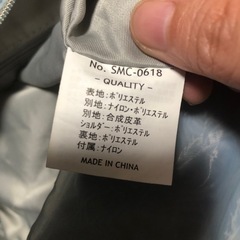 No. SMC-0618
- QUALITY -
表地:ポリエステル
別地:ナイロン・ポリエステル
別地:合成皮革
ショルダー:ポリエステル
裏地:ポリエステル
付属:ナイロン
MADE IN CHINA